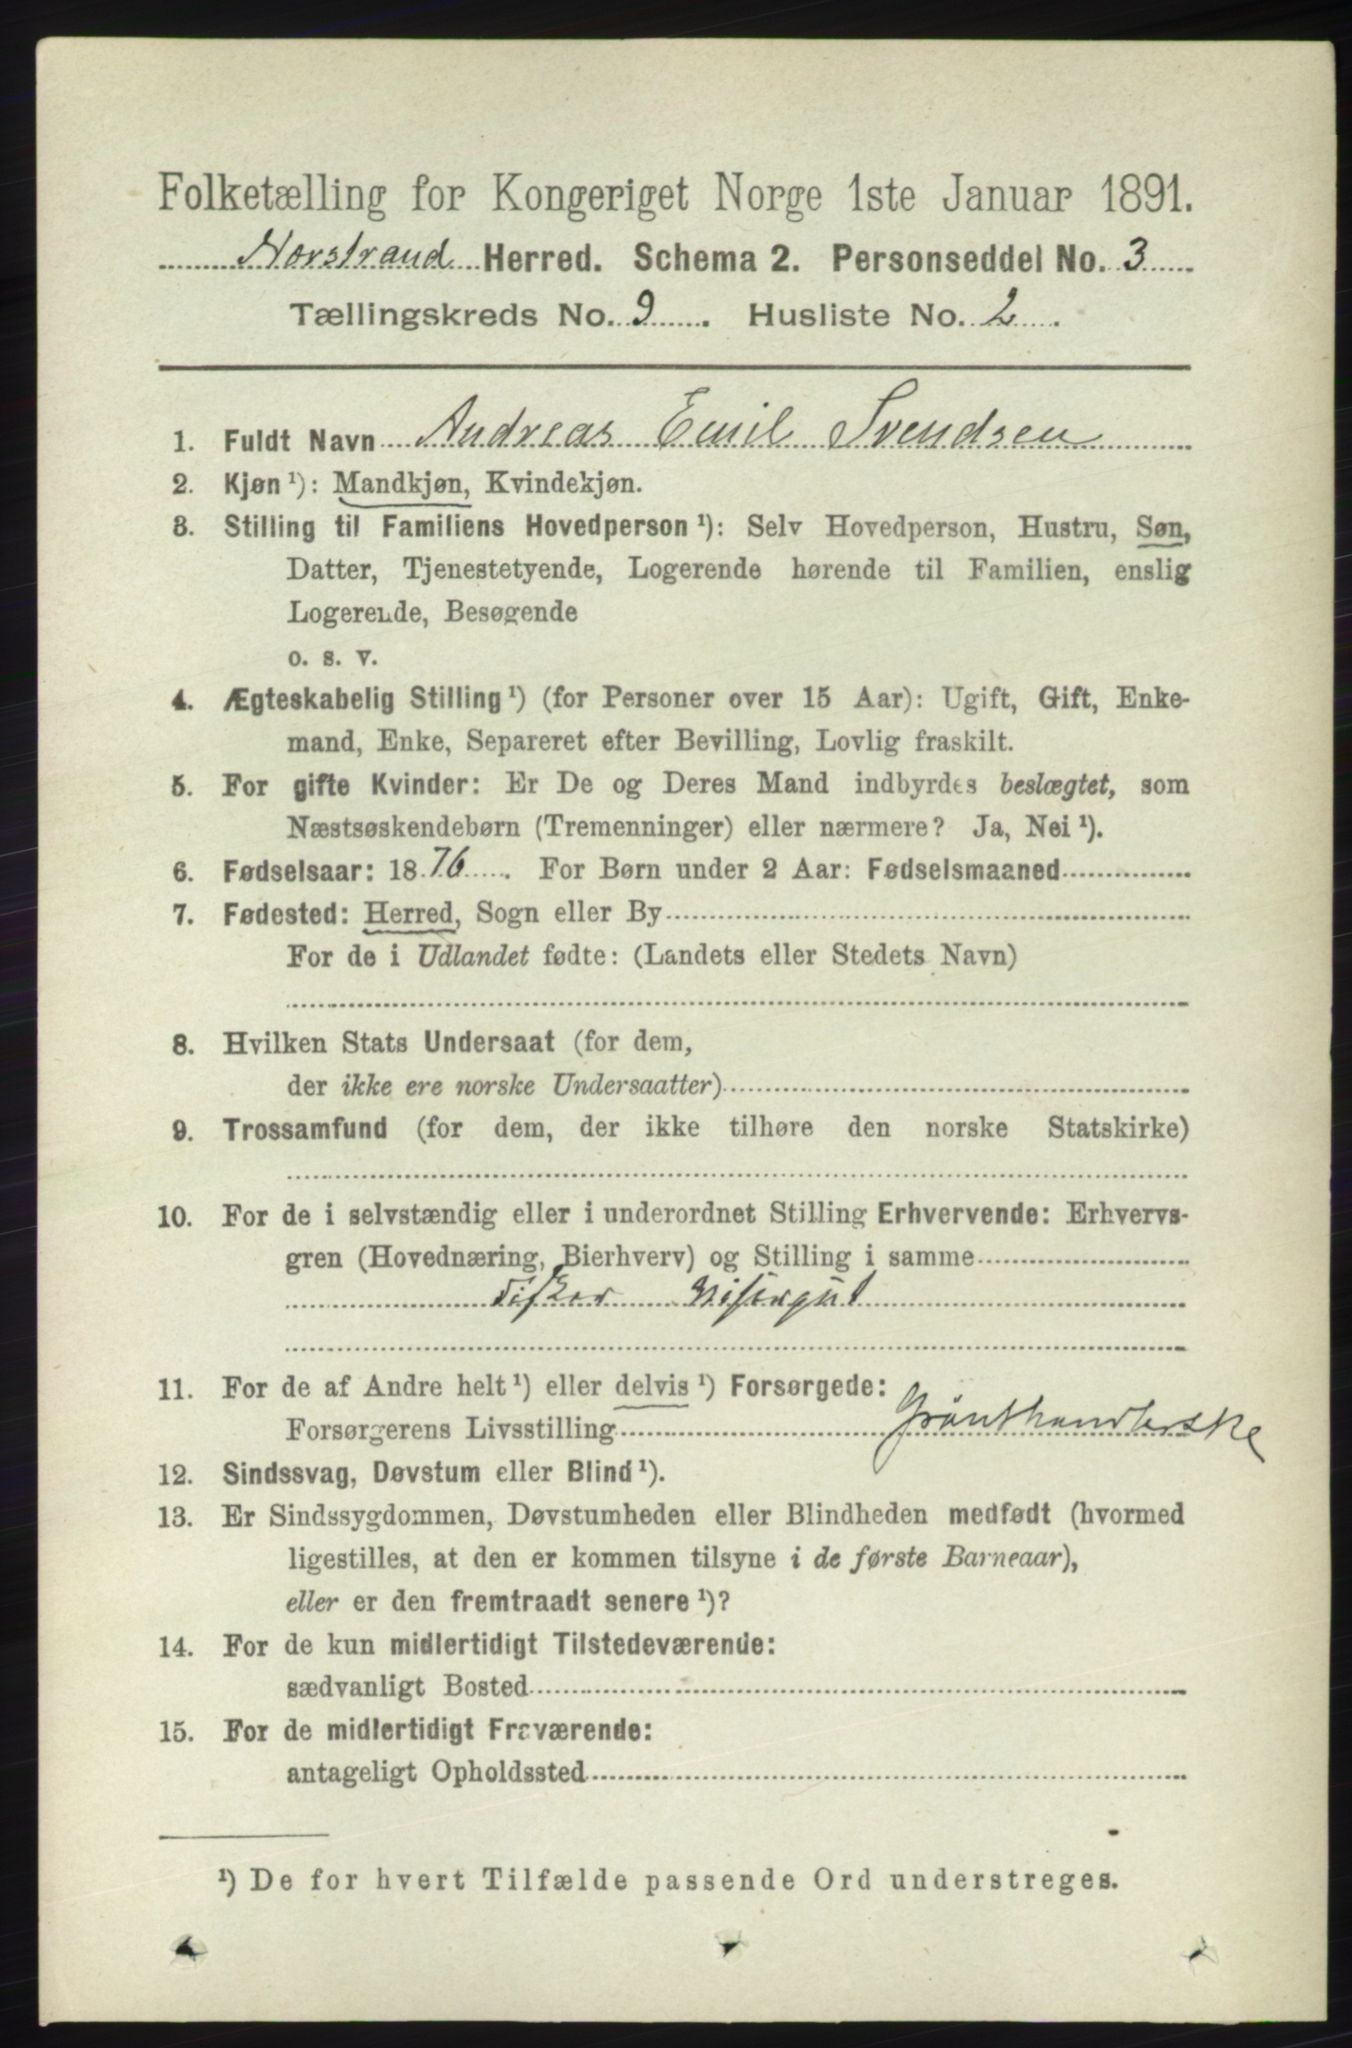 Folketælling for Kongeriget Norge 1ste Januar 1891.
Norstrand Herred. Schema 2. Personseddel No. 3
Tællingskreds No. 9. Husliste No. 2.
1. Fuldt Navn Andreas Emil Svendsen
2. Kjøn ¹): Mandkjøn, Kvindekjøn.
3. Stilling til Familiens Hovedperson ¹): Selv Hovedperson, Hustru, Søn,
Datter, Tjenestetyende, Logerende hørende til Familien, enslig
Logerende, Besøgende
o. s. v.
4. Ægteskabelig Stilling ¹) (for Personer over 15 Aar): Ugift, Gift, Enke-
mand, Enke, Separeret efter Bevilling, Lovlig fraskilt.
5. For gifte Kvinder: Er De og Deres Mand indbyrdes beslægtet, som
Næstsøskendebørn (Tremenninger) eller nærmere? Ja, Nei ¹).
6. Fødselsaar: 1876. For Børn under 2 Aar: Fødselsmaaned
7. Fødested: Herred, Sogn eller By
For de i Udlandet fødte: (Landets eller Stedets Navn)
8. Hvilken Stats Undersaat (for dem,
der ikke ere norske Undersaatter)
9. Trossamfund (for dem, der ikke tilhøre den norske Statskirke)
10. For de i selvstændig eller i underordnet Stilling Erhvervende: Erhvervs-
gren (Hovednæring, Bierhverv) og Stilling i samme
Visergut
11. For de af Andre helt ¹) eller delvis ¹) Forsørgede:
Forsørgerens Livsstilling Grönthandlerske
12. Sindssvag, Døvstum eller Blind ¹).
13. Er Sindssygdommen, Døvstumheden eller Blindheden medfødt (hvormed
ligestilles, at den er kommen tilsyne i de første Barneaar),
eller er den fremtraadt senere ¹)?
14. For de kun midlertidigt Tilstedeværende:
sædvanligt Bosted
15. For de midlertidigt Fraværende:
antageligt Opholdssted
¹) De for hvert Tilfælde passende Ord understreges.